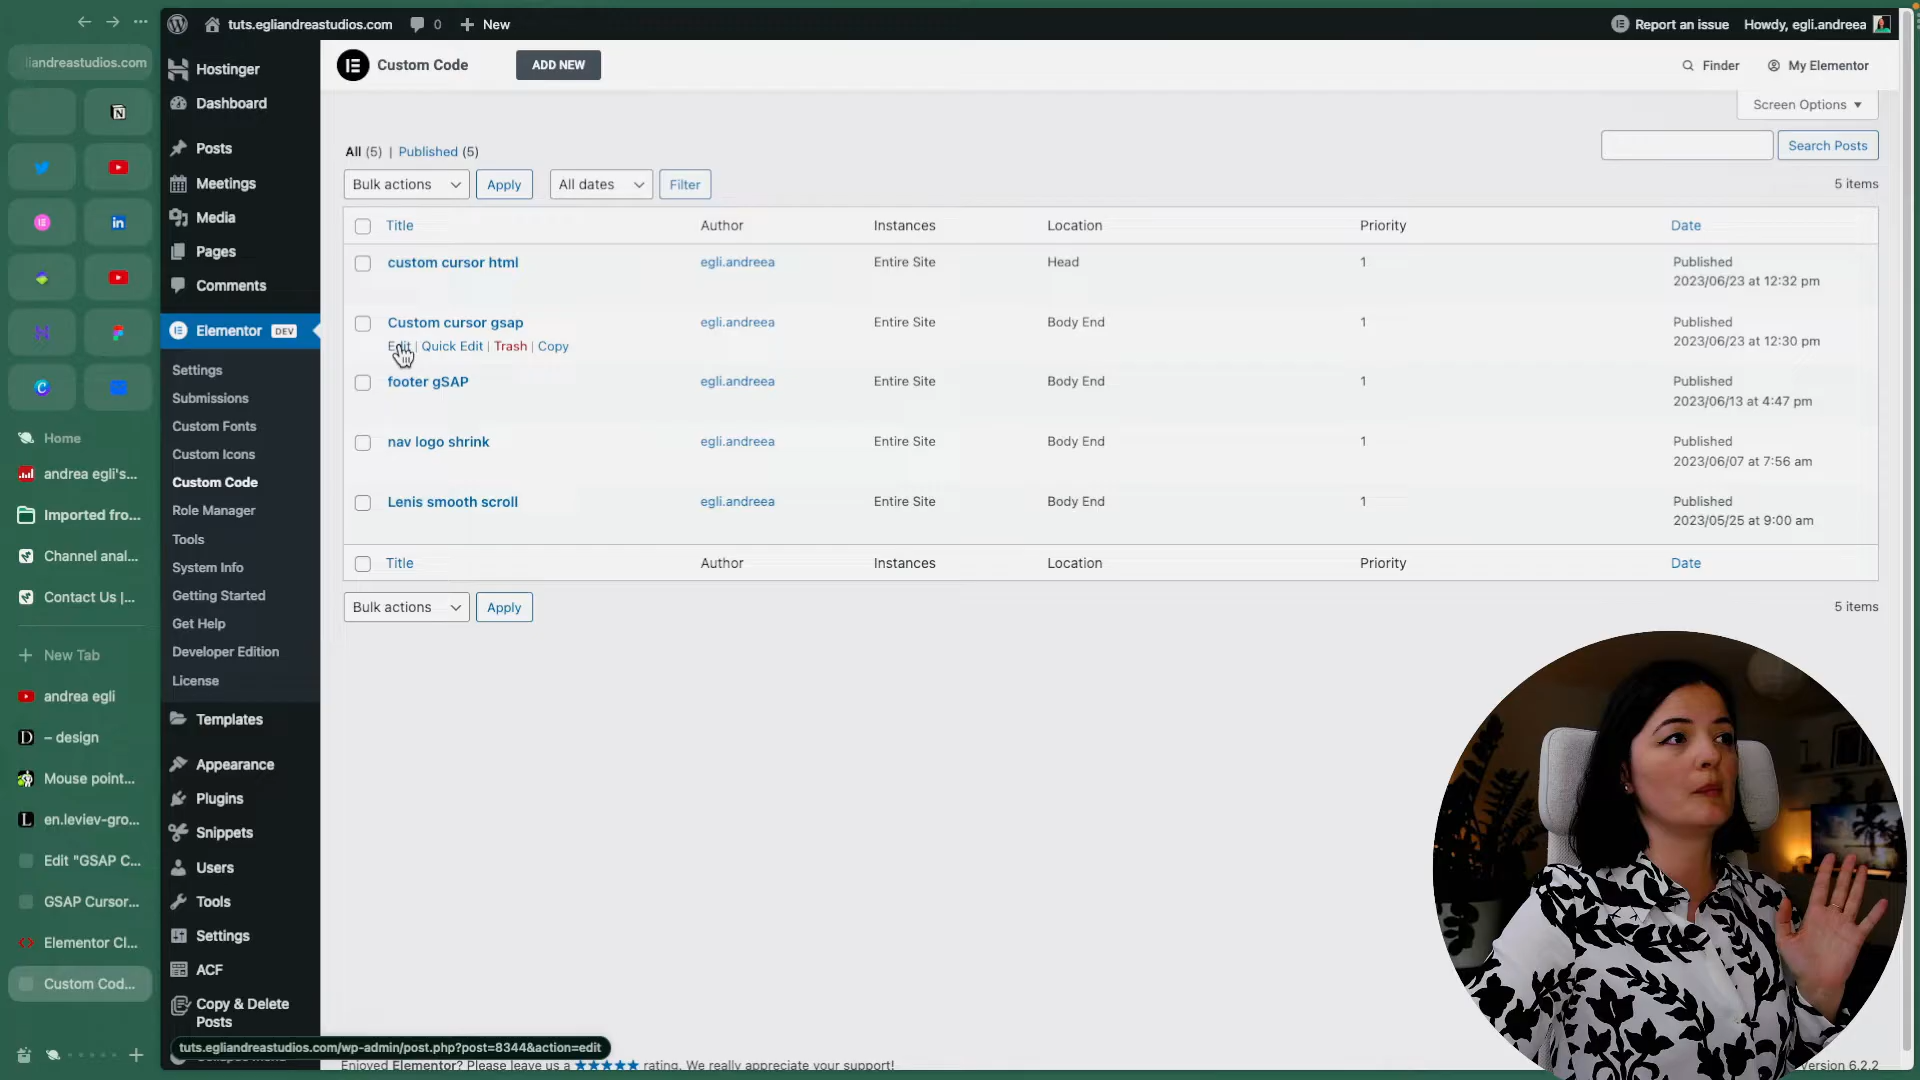 tuts.egliandreastudios.com
0
New
Report an issue
Howdy, egli.andreea
liandreastudios.com
Home
andrea egli's...
Imported fro...
Channel anal...
Contact Us |...
New Tab
andrea egli
– design
Mouse point...
en.leviev-gro...
Edit "GSAP C...
GSAP Cursor...
Elementor Cl...
Custom Cod...
Hostinger
Dashboard
Posts
Meetings
Media
Pages
Comments
Elementor DEV
Settings
Submissions
Custom Fonts
Custom Icons
Custom Code
Role Manager
Tools
System Info
Getting Started
Get Help
Developer Edition
License
Templates
Appearance
Plugins
Snippets
Users
Tools
Settings
ACF
Copy & Delete
Posts
Custom Code
ADD NEW
Finder
My Elementor
Screen Options
All (5) | Published (5)
Search Posts
Bulk actions
Apply
All dates
Filter
5 items
Title Author Instances Location Priority Date
custom cursor html egli.andreea Entire Site Head 1 Published
2023/06/23 at 12:32 pm
Custom cursor gsap egli.andreea Entire Site Body End 1 Published
Edit | Quick Edit | Trash | Copy 2023/06/23 at 12:30 pm
footer gSAP egli.andreea Entire Site Body End 1 Published
2023/06/13 at 4:47 pm
nav logo shrink egli.andreea Entire Site Body End 1 Published
2023/06/07 at 7:56 am
Lenis smooth scroll egli.andreea Entire Site Body End 1 Published
2023/05/25 at 9:00 am
Title Author Instances Location Priority Date
Bulk actions
Apply
5 items
tuts.egliandreastudios.com/wp-admin/post.php?post=8344&action=edit
Enjoyed Elementor? Please leave us a ★★★★★ rating. We really appreciate your support!
Version 6.2.2